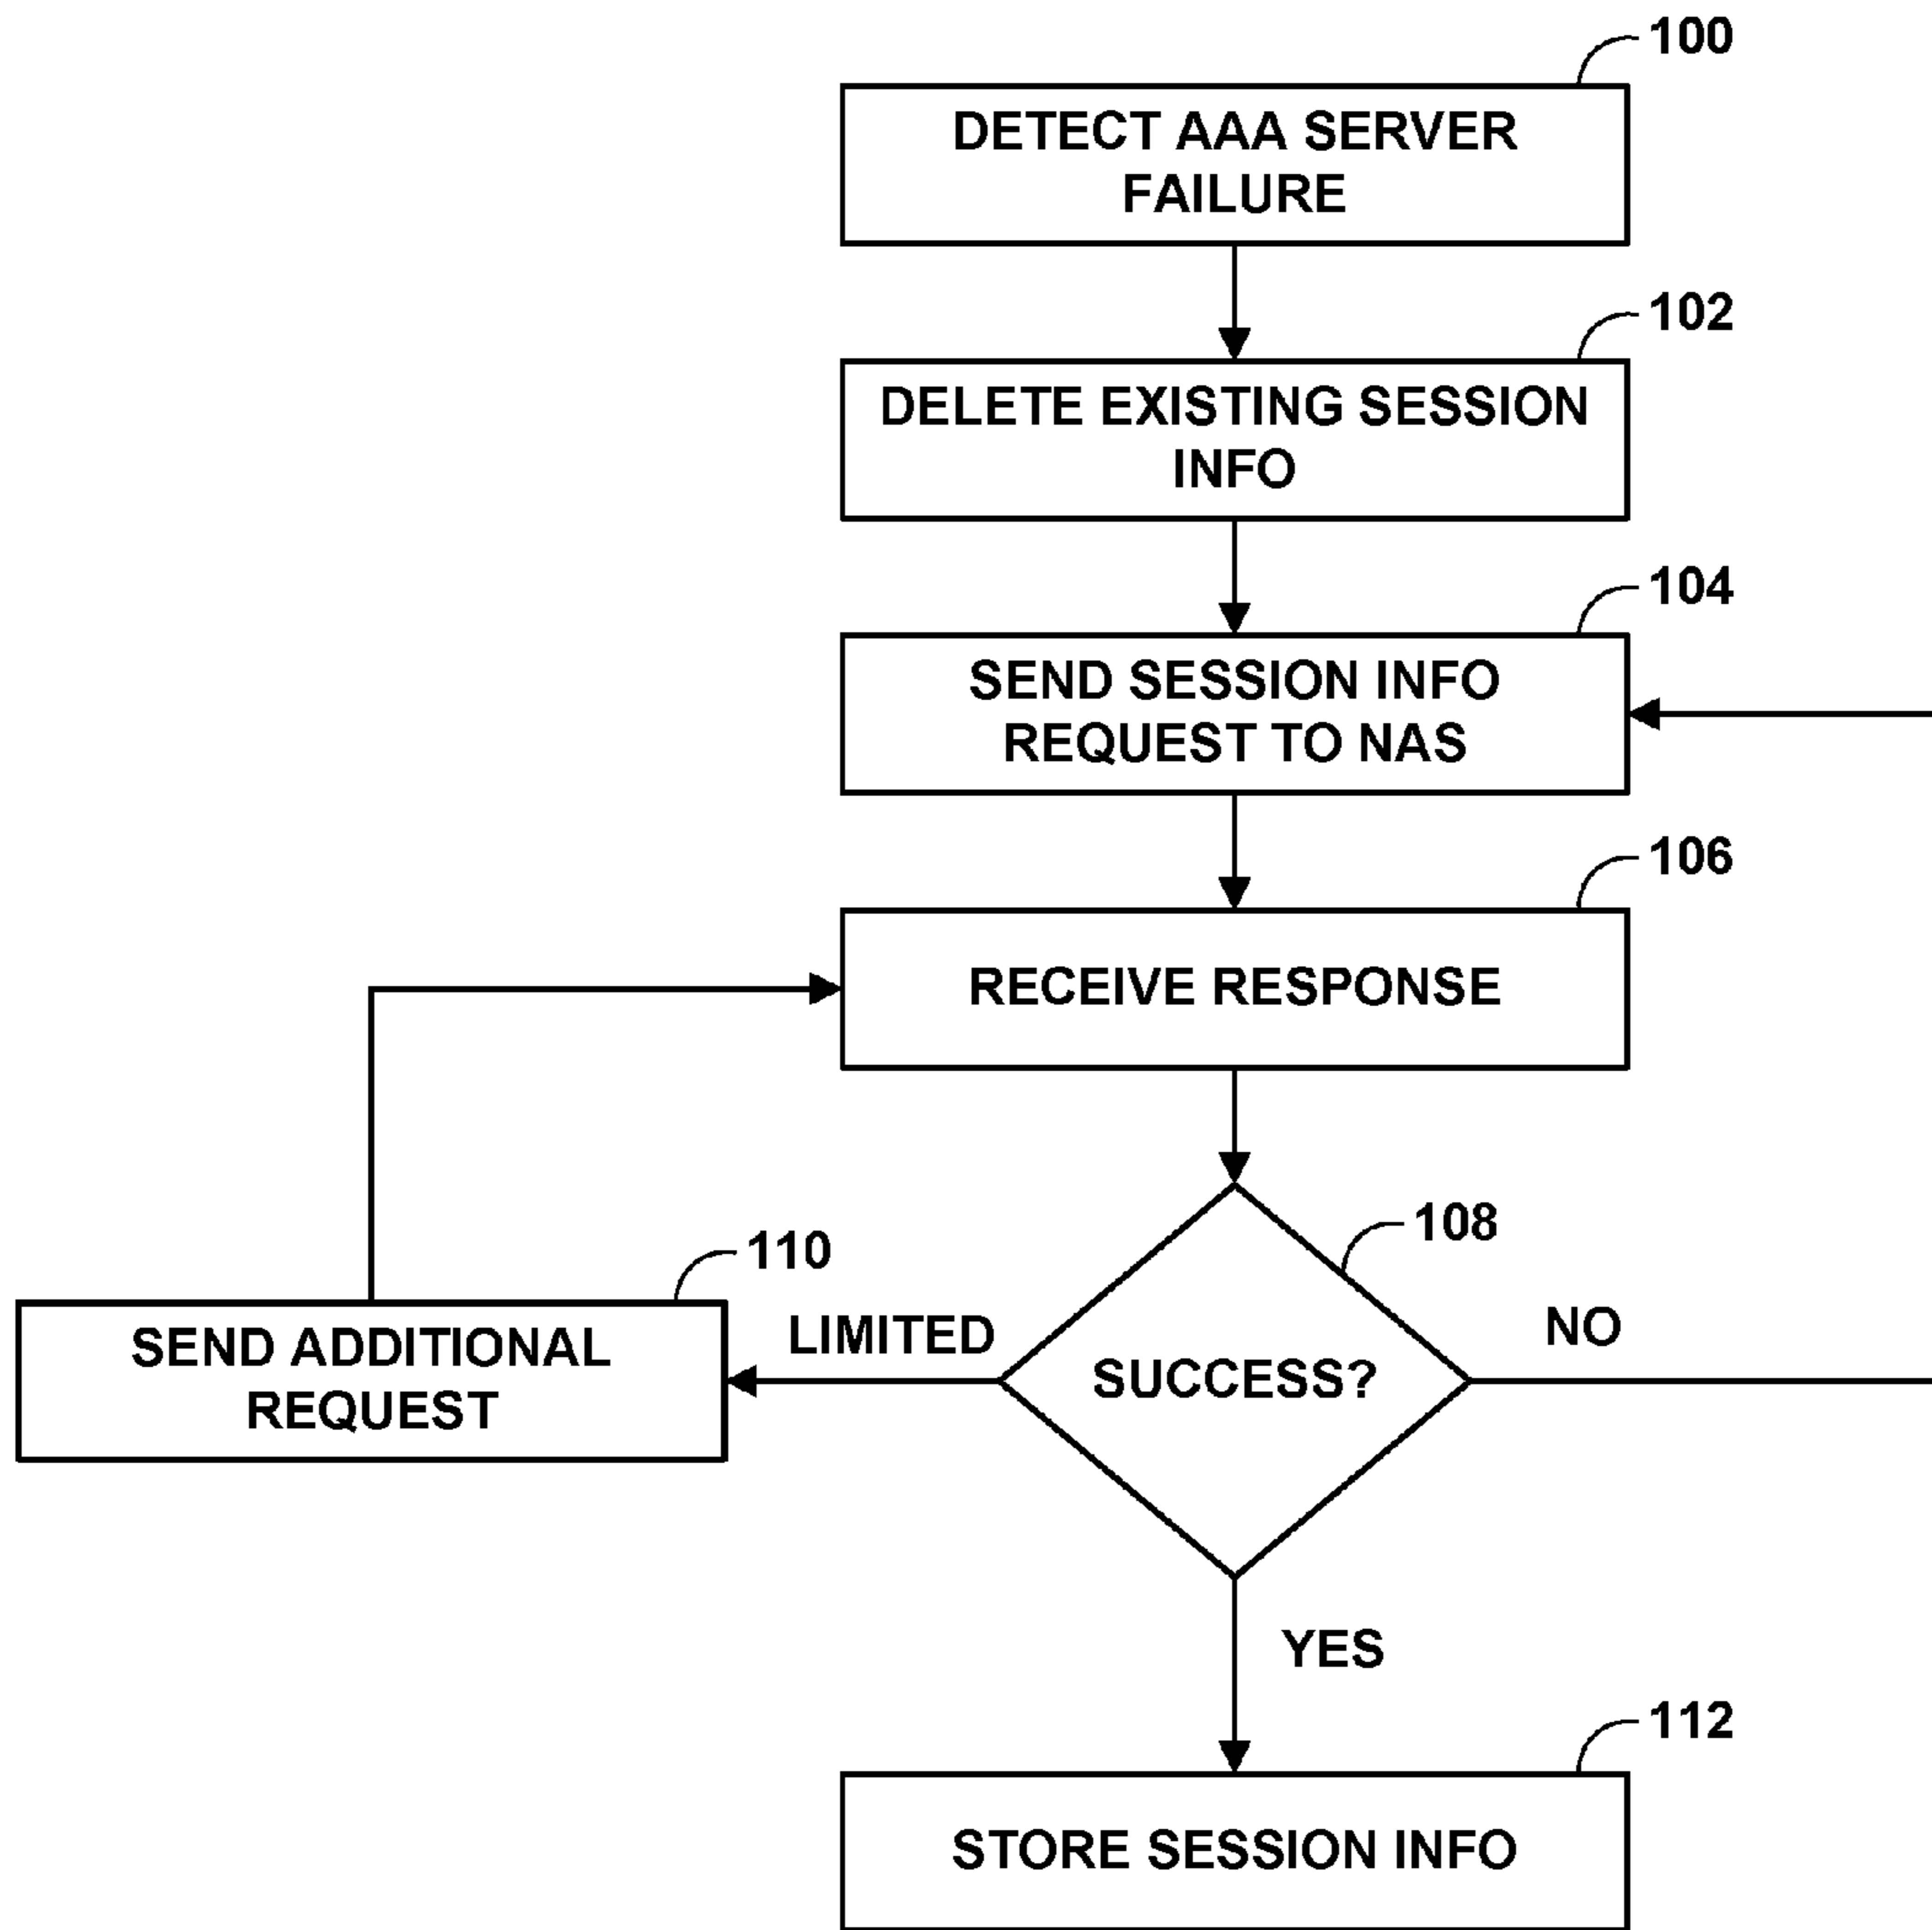 100
DETECT AAA SERVER
FAILURE
102
DELETE EXISTING SESSION
INFO
104
SEND SESSION INFO
REQUEST TO NAS
106
RECEIVE RESPONSE
108
110
SEND ADDITIONAL
REQUEST
LIMITED
SUCCESS?
NO
YES
112
STORE SESSION INFO